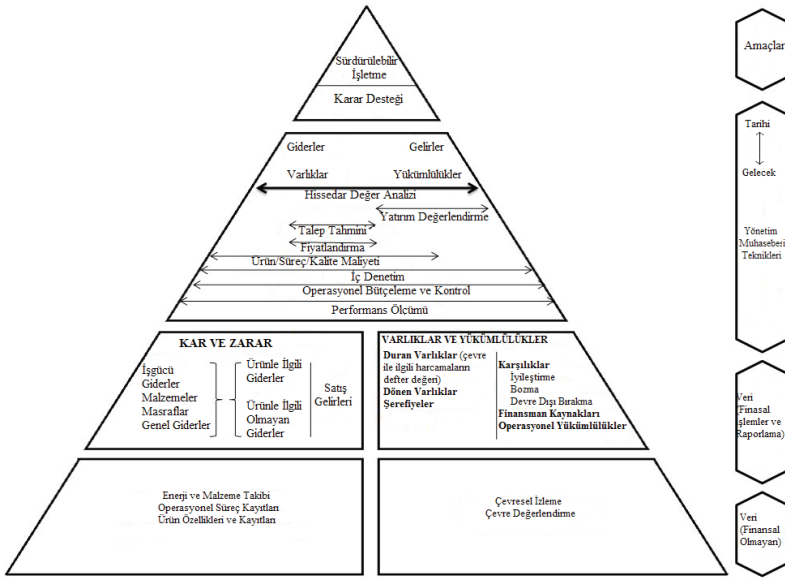 Sürdürülebilir
İşletme
Karar Desteği
Giderler
Gelirler
Varlıklar
Yükümlülükler
Hissedar Değer Analizi
Yatırım Değerlendirme
Talep Tahmini
Fiyatlandırma
Ürün/Süreç/Kalite Maliyeti
İç Denetim
Operasyonel Bütçeleme ve Kontrol
Performans Ölçümü
KAR VE ZARAR
İşgücü
Giderler
Malzemeler
Masraflar
Genel Giderler
Ürünle İlgili
Giderler
Ürünle İlgili
Olmayan
Giderler
Satış
Gelirleri
VARLIKLAR VE YÜKÜMLÜLÜKLER
Duran Varlıklar (çevre
ile ilgili harcamaların
defter değeri)
Dönen Varlıklar
Şerefiyeler
Karşılıklar
İyileştirme
Bozma
Devre Dışı Bırakma
Finansman Kaynakları
Operasyonel Yükümlülükler
Enerji ve Malzeme Takibi
Operasyonel Süreç Kayıtları
Ürün Özellikleri ve Kayıtları
Çevresel İzleme
Çevre Değerlendirme
Amaçlar
Tarihi
Gelecek
Yönetim
Muhasebesi
Teknikleri
Veri
(Finasal
işlemler ve
Raporlama)
Veri
(Finansal
Olmayan)